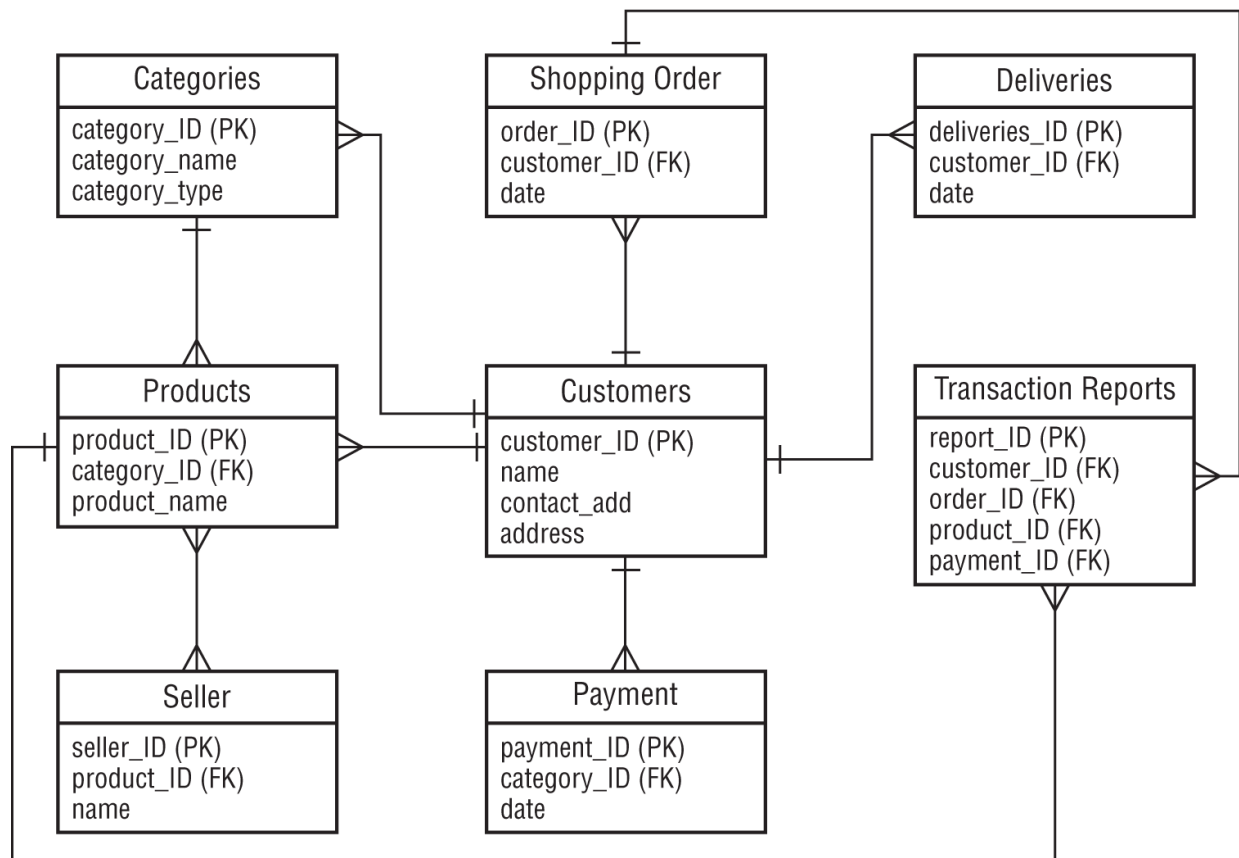 Categories
category_ID (PK)
category_name
category_type
Shopping Order
order_ID (PK)
customer_ID (FK)
date
Deliveries
deliveries_ID (PK)
customer_ID (FK)
date
Products
product_ID (PK)
category_ID (FK)
product_name
Customers
customer_ID (PK)
name
contact_add
address
Transaction Reports
report_ID (PK)
customer_ID (FK)
order_ID (FK)
product_ID (FK)
payment_ID (FK)
Seller
seller_ID (PK)
product_ID (FK)
name
Payment
payment_ID (PK)
category_ID (FK)
date